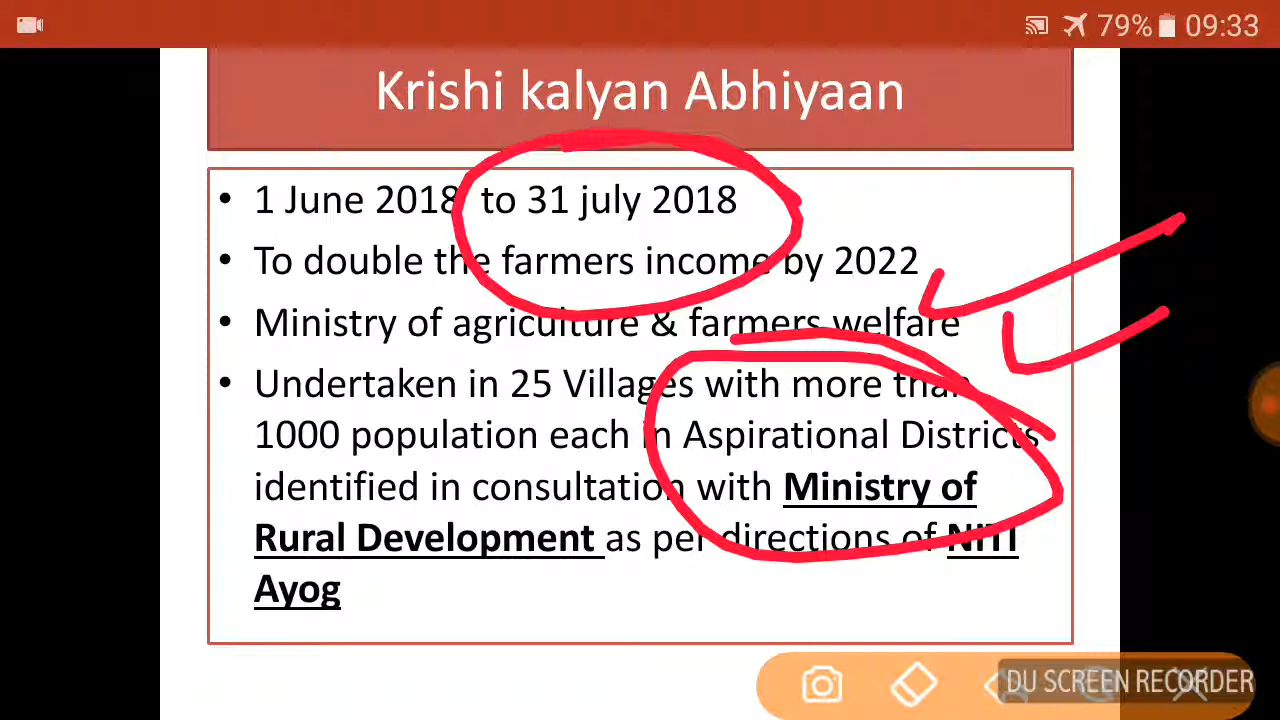 79% 09:33
Krishi kalyan Abhiyaan
• 1 June 2018 to 31 july 2018
• To double the farmers income by 2022
• Ministry of agriculture & farmers welfare
• Undertaken in 25 Villages with more than
1000 population each in Aspirational Districts
identified in consultation with Ministry of
Rural Development as per directions of NITI
Ayog
DU SCREEN RECORDER